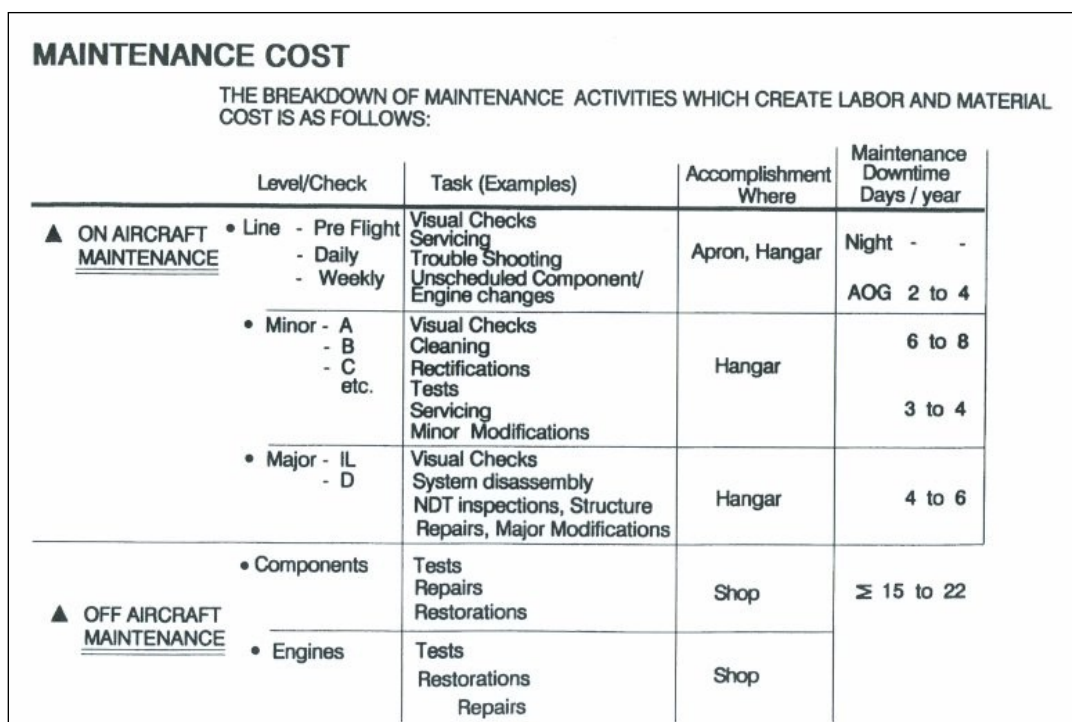 MAINTENANCE COST
THE BREAKDOWN OF MAINTENANCE ACTIVITIES WHICH CREATE LABOR AND MATERIAL
COST IS AS FOLLOWS:
Level/Check Task (Examples) Accomplishment Where Maintenance Downtime Days / year
▲ ON AIRCRAFT MAINTENANCE
• Line - Pre Flight
- Daily
- Weekly
Visual Checks
Servicing
Trouble Shooting
Unscheduled Component/
Engine changes
Apron, Hangar
Night - -
AOG 2 to 4
• Minor - A
- B
- C
etc.
Visual Checks
Cleaning
Rectifications
Tests
Servicing
Minor Modifications
Hangar
6 to 8
3 to 4
• Major - IL
- D
Visual Checks
System disassembly
NDT inspections, Structure
Repairs, Major Modifications
Hangar
4 to 6
▲ OFF AIRCRAFT
MAINTENANCE
• Components
Tests
Repairs
Restorations
Shop
Σ 15 to 22
• Engines
Tests
Restorations
Repairs
Shop